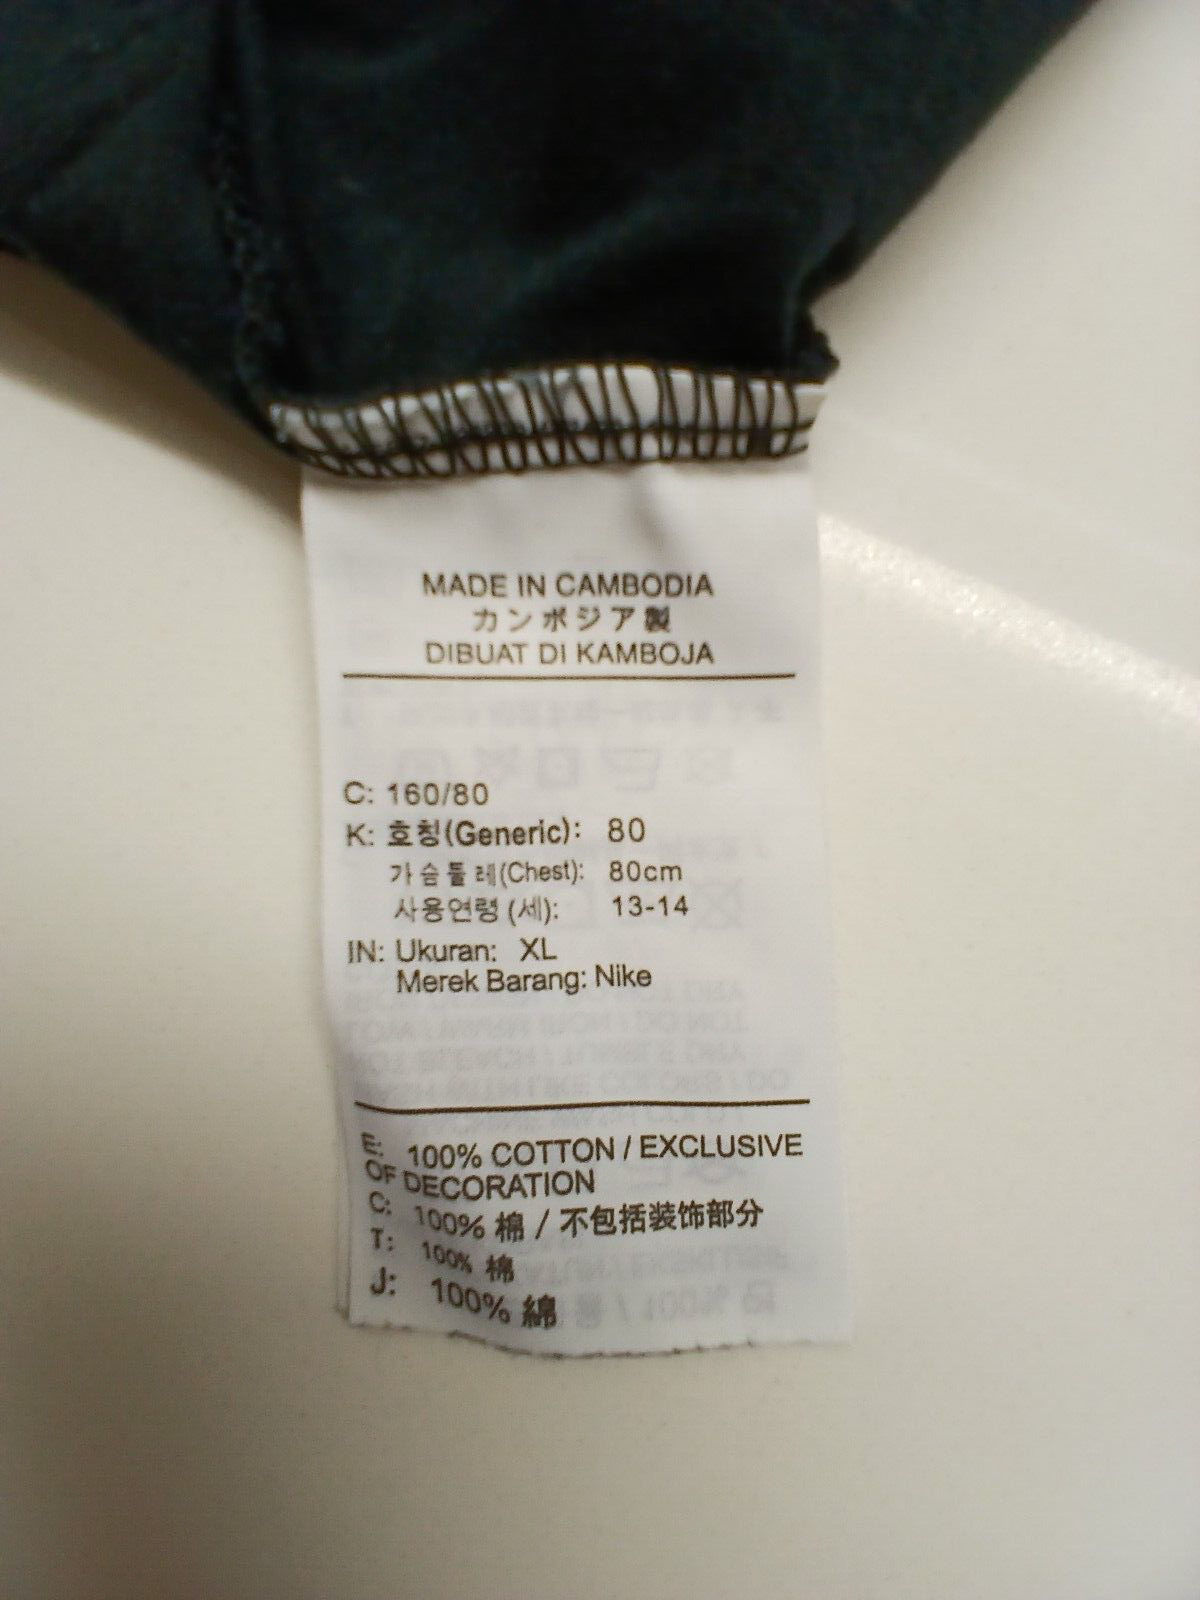 MADE IN CAMBODIA
カンボジア製
DIBUAT DI KAMBOJA
C: 160/80
K: 호칭(Generic): 80
가슴둘레(Chest): 80cm
사용연령 (세): 13-14
IN: Ukuran: XL
Merek Barang: Nike
E: 100% COTTON / EXCLUSIVE
OF DECORATION
C: 100% 棉 / 不包括装饰部分
T: 100% 棉
J: 100% 綿